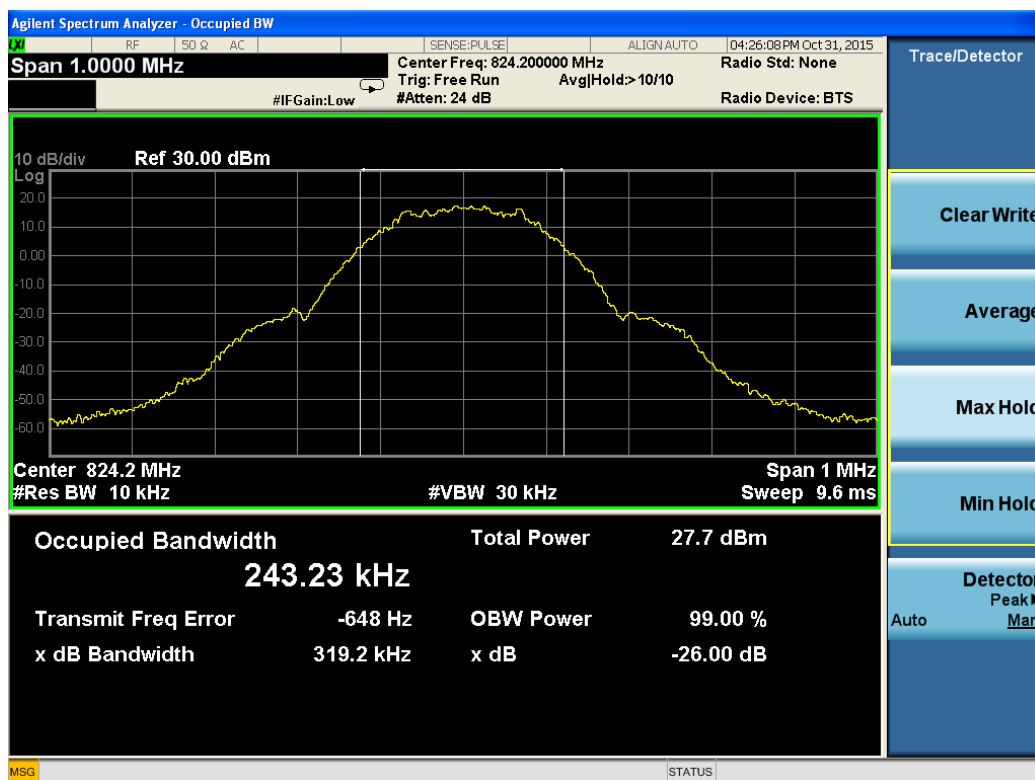 Agilent Spectrum Analyzer - Occupied BW
LXI RF 50 Ω AC SENSE:PULSE ALIGN AUTO 04:26:08 PM Oct 31, 2015
Span 1.0000 MHz
Center Freq: 824.200000 MHz Radio Std: None
Trig: Free Run Avg|Hold:> 10/10
#IFGain:Low #Atten: 24 dB Radio Device: BTS
Trace/Detector
10 dB/div Ref 30.00 dBm
Log
20.0
10.0
0.00
-10.0
-20.0
-30.0
-40.0
-50.0
-60.0
Center 824.2 MHz Span 1 MHz
#Res BW 10 kHz #VBW 30 kHz Sweep 9.6 ms
Occupied Bandwidth Total Power 27.7 dBm
243.23 kHz
Transmit Freq Error -648 Hz OBW Power 99.00 %
x dB Bandwidth 319.2 kHz x dB -26.00 dB
Clear Write
Average
Max Hold
Min Hold
Detector
Peak
Auto Man
MSG STATUS